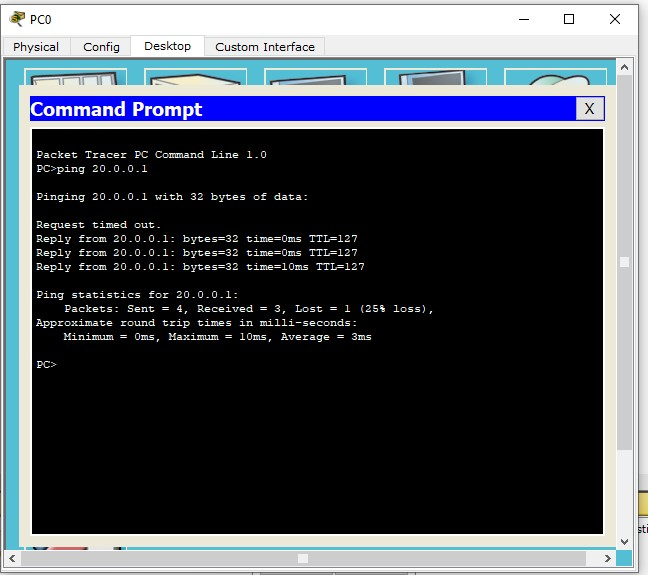 PC0
Physical Config Desktop Custom Interface
Command Prompt X
Packet Tracer PC Command Line 1.0
PC>ping 20.0.0.1
Pinging 20.0.0.1 with 32 bytes of data:
Request timed out.
Reply from 20.0.0.1: bytes=32 time=0ms TTL=127
Reply from 20.0.0.1: bytes=32 time=0ms TTL=127
Reply from 20.0.0.1: bytes=32 time=10ms TTL=127
Ping statistics for 20.0.0.1:
Packets: Sent = 4, Received = 3, Lost = 1 (25% loss),
Approximate round trip times in milli-seconds:
Minimum = 0ms, Maximum = 10ms, Average = 3ms
PC>